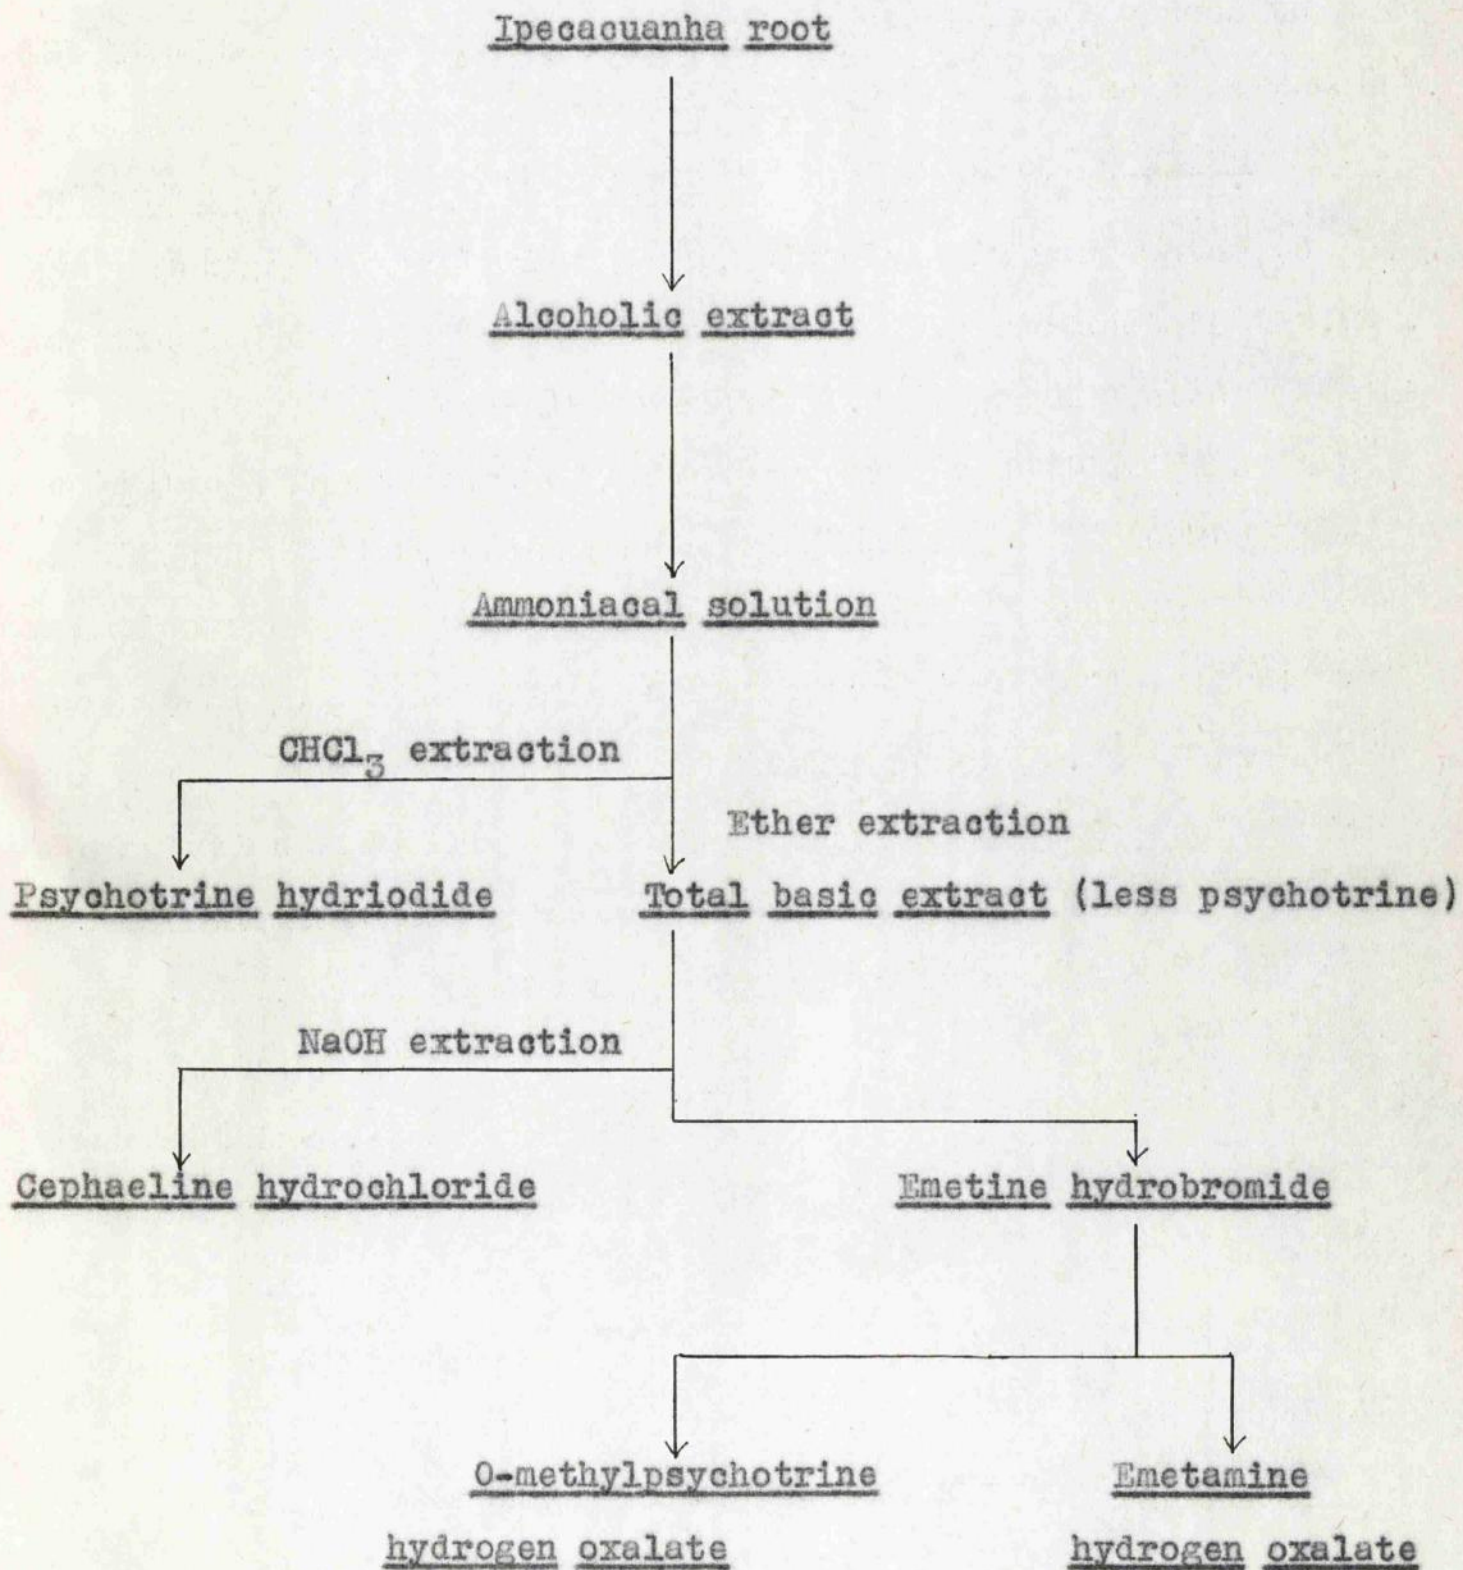 Ipecacuanha root
Alcoholic extract
Ammoniacal solution
CHCl₃ extraction
Ether extraction
Psychotrine hydriodide Total basic extract (less psychotrine)
NaOH extraction
Cephaeline hydrochloride Emetine hydrobromide
O-methylpsychotrine Emetamine
hydrogen oxalate hydrogen oxalate